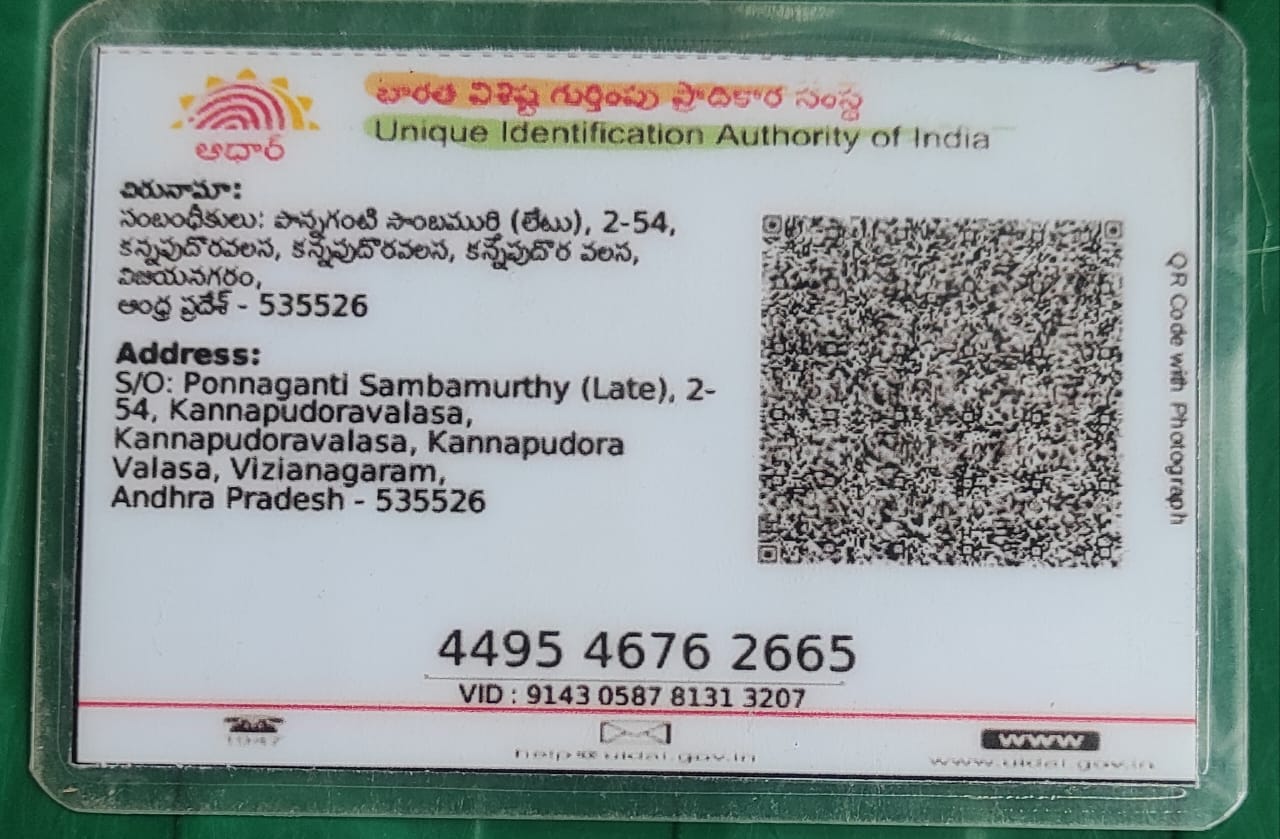 ఆధార్
భారత విశిష్ట గుర్తింపు ప్రాధికార సంస్థ
Unique Identification Authority of India
చిరునామా:
సంబంధీకులు: పొన్నగంటి సాంబమూర్తి (లేటు), 2-54,
కన్నపుదొరవలస, కన్నపుదొరవలస, కన్నపుదొర వలస,
విజయనగరం,
ఆంధ్ర ప్రదేశ్ - 535526
Address:
S/O: Ponnaganti Sambamurthy (Late), 2-
54, Kannapudoravalasa,
Kannapudoravalasa, Kannapudora
Valasa, Vizianagaram,
Andhra Pradesh - 535526
QR Code with Photograph
4495 4676 2665
VID : 9143 0587 8131 3207
1947
help@uidai.gov.in
www
www.uidai.gov.in